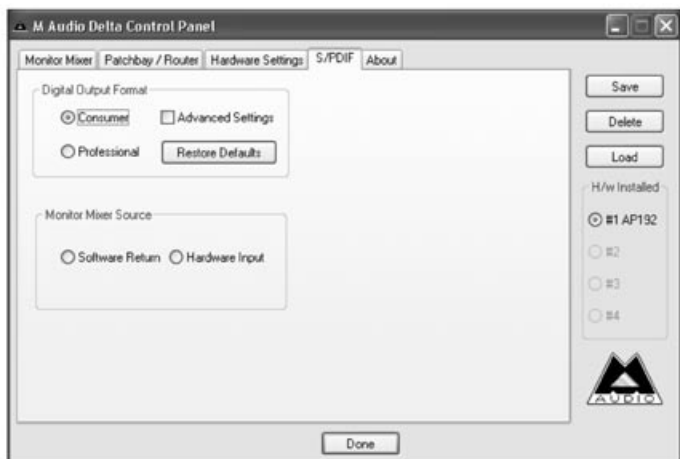 M Audio Delta Control Panel
Monitor Mixer Patchbay / Router Hardware Settings S/PDIF About
Digital Output Format
Consumer Advanced Settings
Professional Restore Defaults
Monitor Mixer Source
Software Return Hardware Input
Save
Delete
Load
H/w Installed
#1 AP192
#2
#3
#4
M
AUDIO
Done